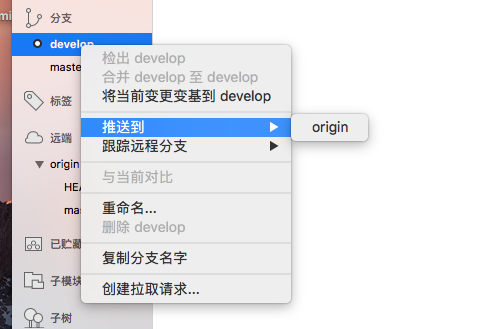 分支
develop
master
检出 develop
合并 develop 至 develop
将当前变更变基到 develop
标签
推送到
origin
远端
跟踪远程分支
origin
与当前对比
HEA
mas
重命名...
删除 develop
已贮藏
复制分支名字
子模块
创建拉取请求...
子树